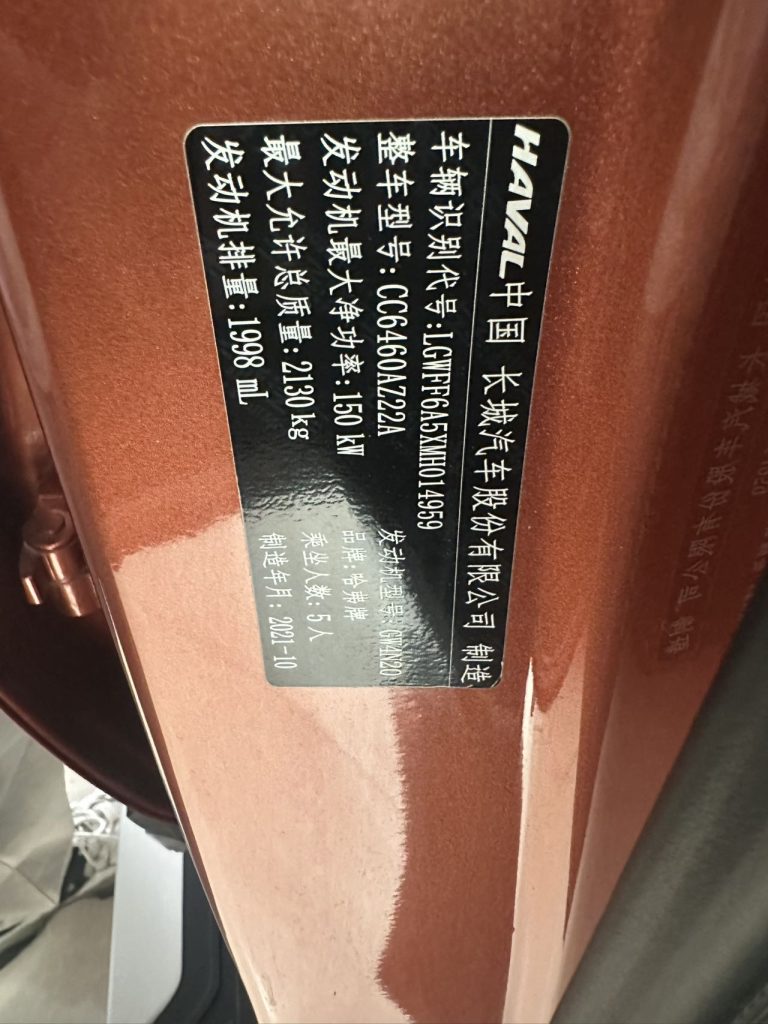 HAVAL 中国 长城汽车股份有限公司 制造
车辆识别代号:LGWFF6A5XMH014959
整车型号:CC6460AZ22A 发动机型号:GW4N20
发动机最大净功率:150 kW 品牌:哈弗牌
最大允许总质量:2130 kg 乘坐人数:5人
发动机排量:1998 mL 制造年月:2021-10